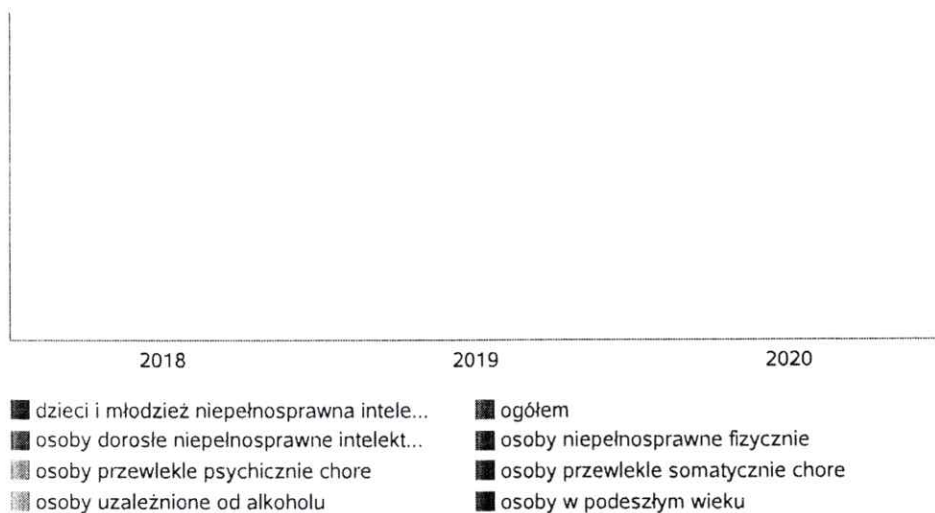 2018 2019 2020
dzieci i młodzież niepełnosprawna intele...
osoby dorosłe niepełnosprawne intelekt...
osoby przewlekle psychicznie chore
osoby uzależnione od alkoholu
ogółem
osoby niepełnosprawne fizycznie
osoby przewlekle somatycznie chore
osoby w podeszłym wieku